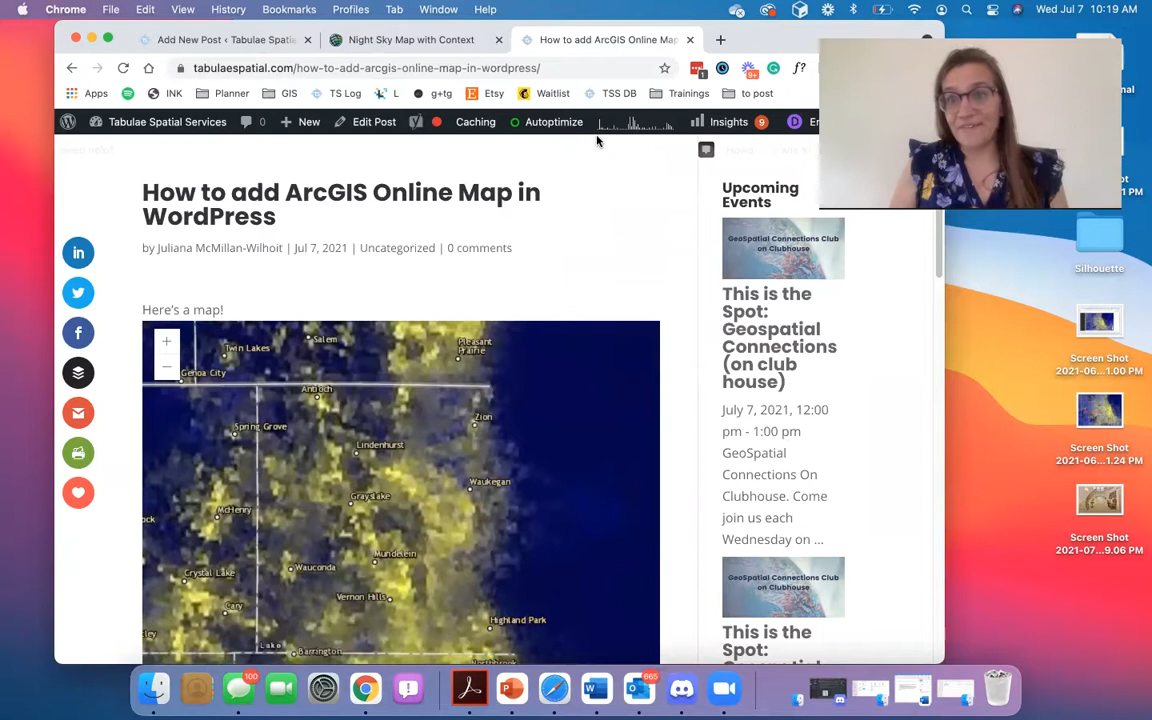 Chrome File Edit View History Bookmarks Profiles Tab Window Help Wed Jul 7 10:19 AM
Add New Post ‹ Tabulae Spatia
Night Sky Map with Context
How to add ArcGIS Online Map
tabulaespatial.com/how-to-add-arcgis-online-map-in-wordpress/
1
9+
f?
Apps INK Planner GIS TS Log L g+tg Etsy Waitlist TSS DB Trainings to post
Tabulae Spatial Services 0 New Edit Post Caching Autoptimize Insights 9 D
How to add ArcGIS Online Map in
WordPress
by Juliana McMillan-Wilhoit | Jul 7, 2021 | Uncategorized | 0 comments
Here's a map!
+
−
Twin Lakes
Salem
Pleasant
Prairie
Genoa City
Antioch
Zion
Spring Grove
Lindenhurst
Waukegan
Grayslake
McHenry
Mundelein
Wauconda
Crystal Lake
Vernon Hills
Cary
Highland Park
Lake
Barrington
Northbrook
Upcoming
Events
GeoSpatial Connections Club
on Clubhouse
This is the
Spot:
Geospatial
Connections
(on club
house)
July 7, 2021, 12:00
pm - 1:00 pm
GeoSpatial
Connections On
Clubhouse. Come
join us each
Wednesday on ...
GeoSpatial Connections Club
on Clubhouse
This is the
Spot:
Silhouette
Screen Shot
2021-06...1.00 PM
Screen Shot
2021-06...1.24 PM
Screen Shot
2021-07...9.06 PM
100
665